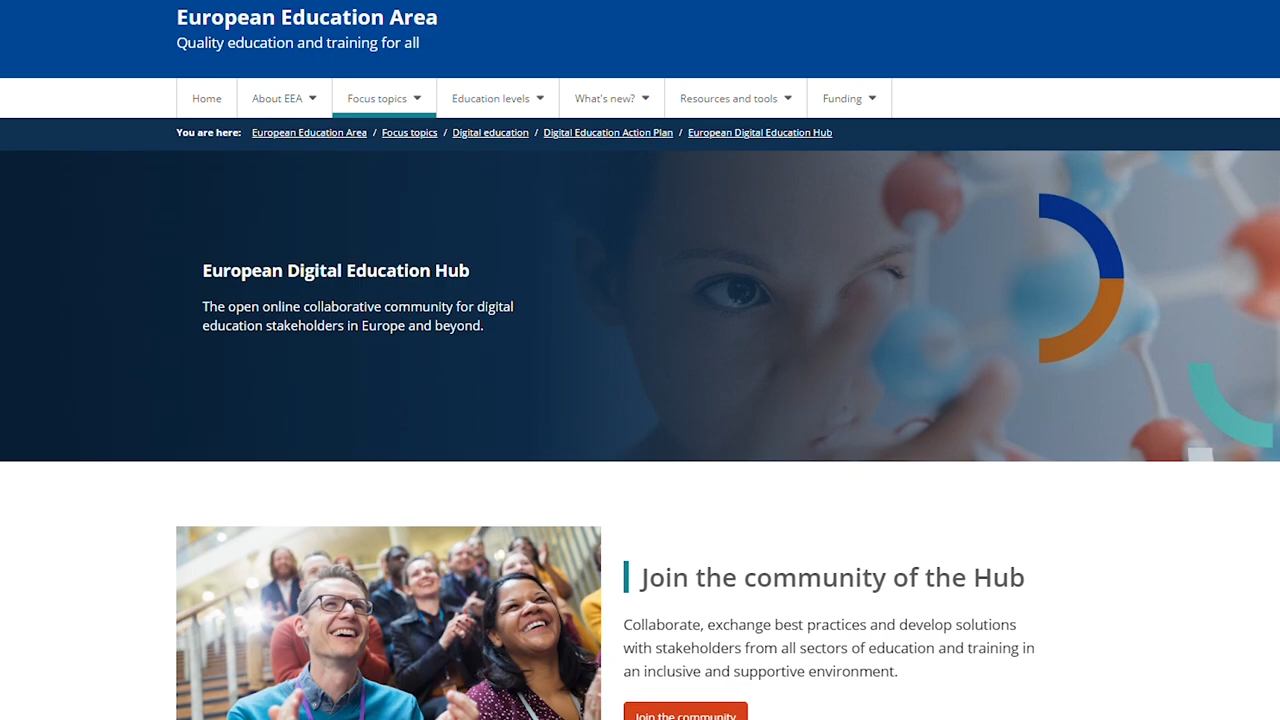 European Education Area
Quality education and training for all
Home About EEA Focus topics Education levels What's new? Resources and tools Funding
You are here: European Education Area / Focus topics / Digital education / Digital Education Action Plan / European Digital Education Hub
European Digital Education Hub
The open online collaborative community for digital
education stakeholders in Europe and beyond.
Join the community of the Hub
Collaborate, exchange best practices and develop solutions
with stakeholders from all sectors of education and training in
an inclusive and supportive environment.
Join the community